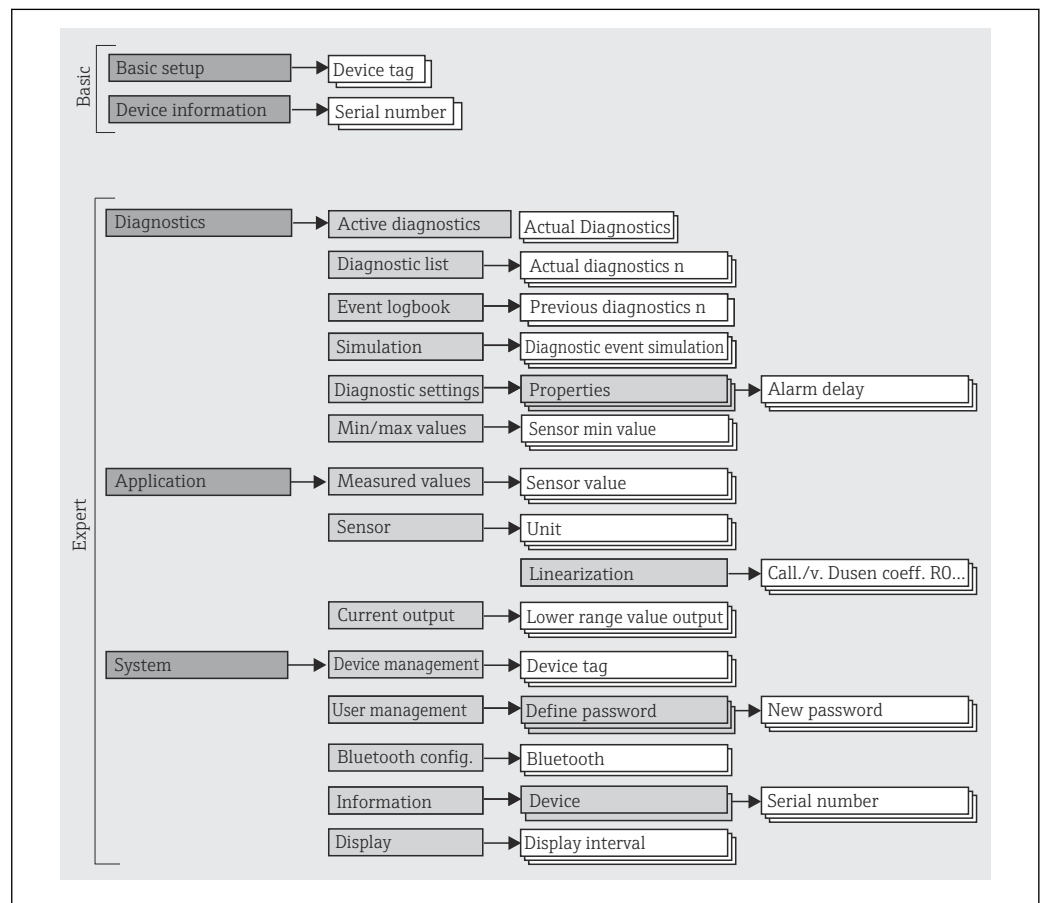 Basic
Basic setup
Device tag
Device information
Serial number
Expert
Diagnostics
Active diagnostics
Actual Diagnostics
Diagnostic list
Actual diagnostics n
Event logbook
Previous diagnostics n
Simulation
Diagnostic event simulation
Diagnostic settings
Properties
Alarm delay
Min/max values
Sensor min value
Application
Measured values
Sensor value
Sensor
Unit
Linearization
Call./v. Dusen coeff. R0...
Current output
Lower range value output
System
Device management
Device tag
User management
Define password
New password
Bluetooth config.
Bluetooth
Information
Device
Serial number
Display
Display interval